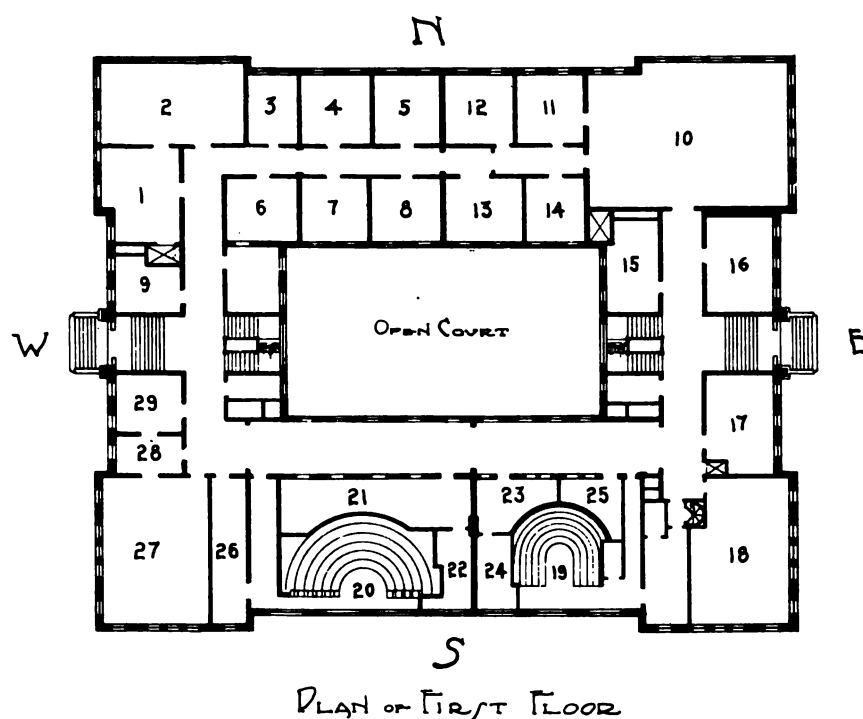 N
2 3 4 5 12 11 10
1 6 7 8 13 14
9 15 16
W OPEN COURT E
29 17
28
21 23 25
27 26 20 22 24 19 18
S
PLAN OF FIRST FLOOR